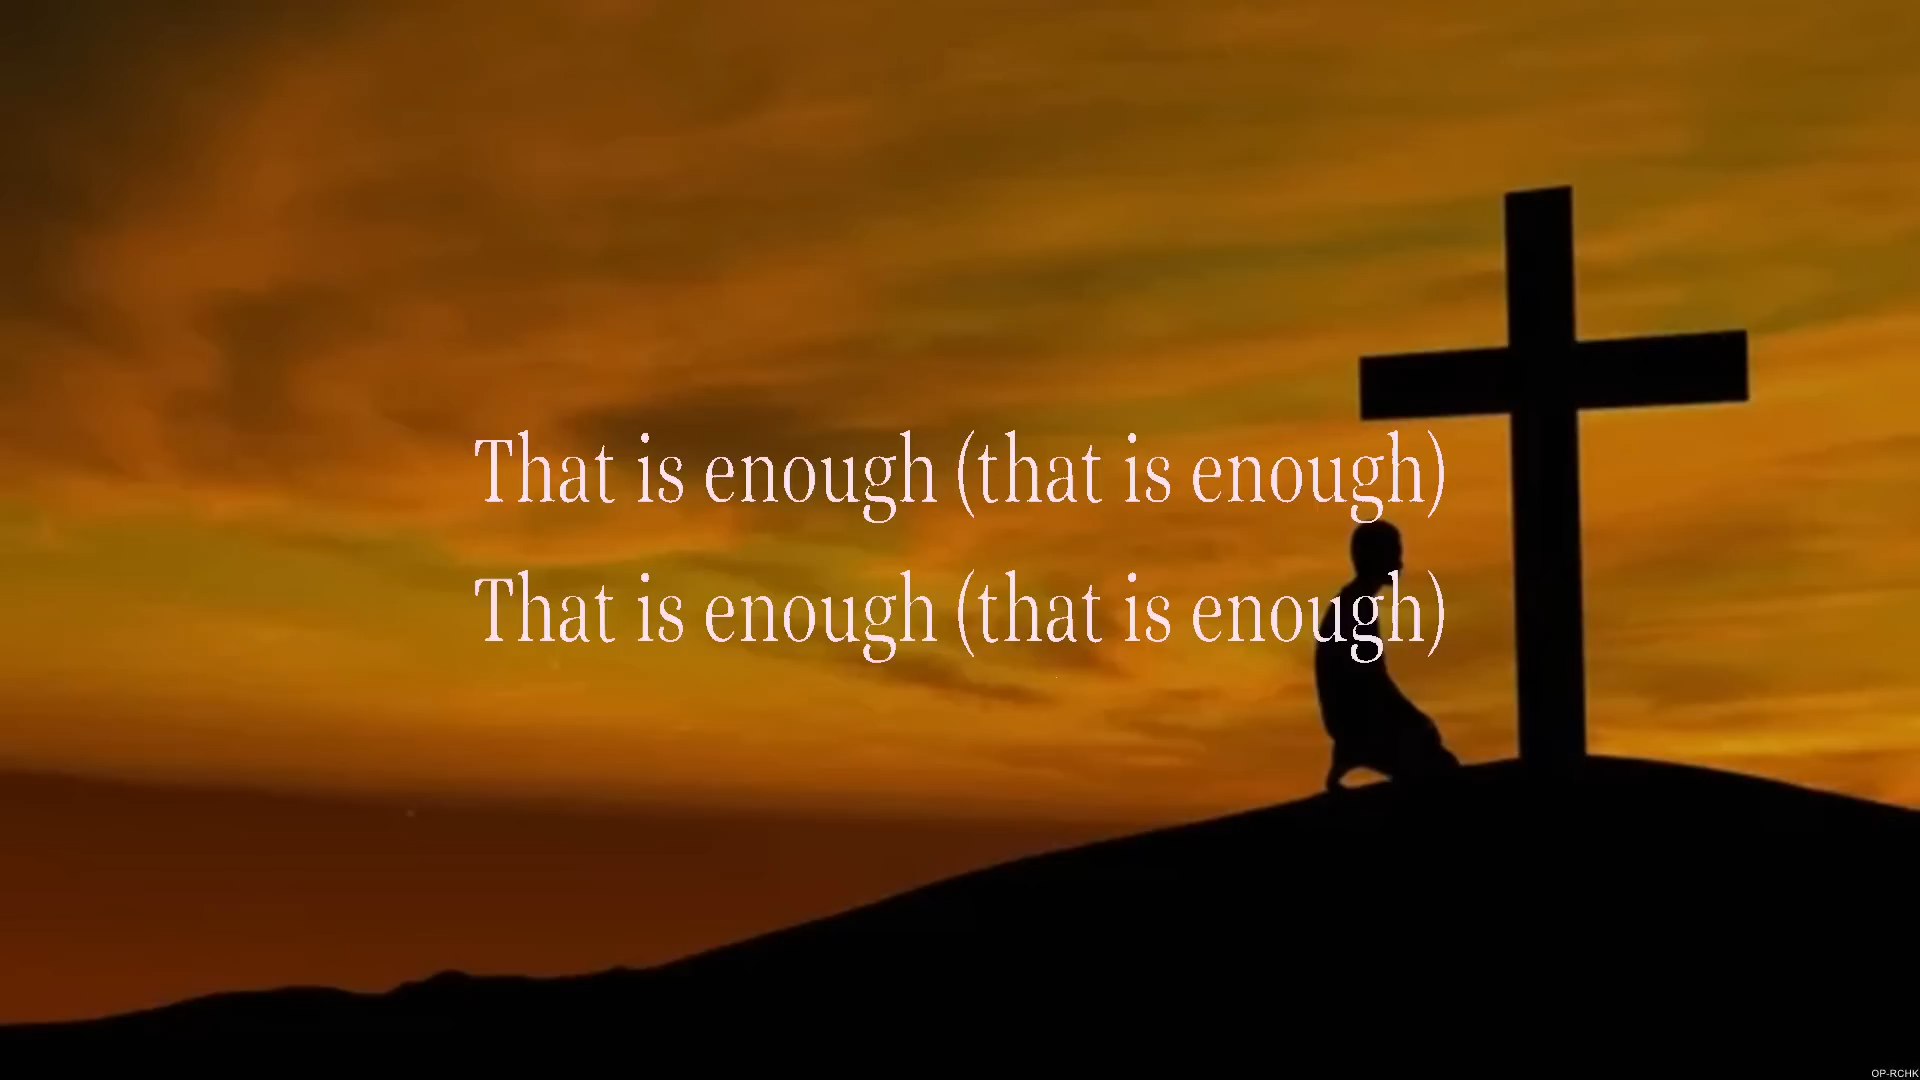 That is enough (that is enough)
That is enough (that is enough)
OP-RCHK